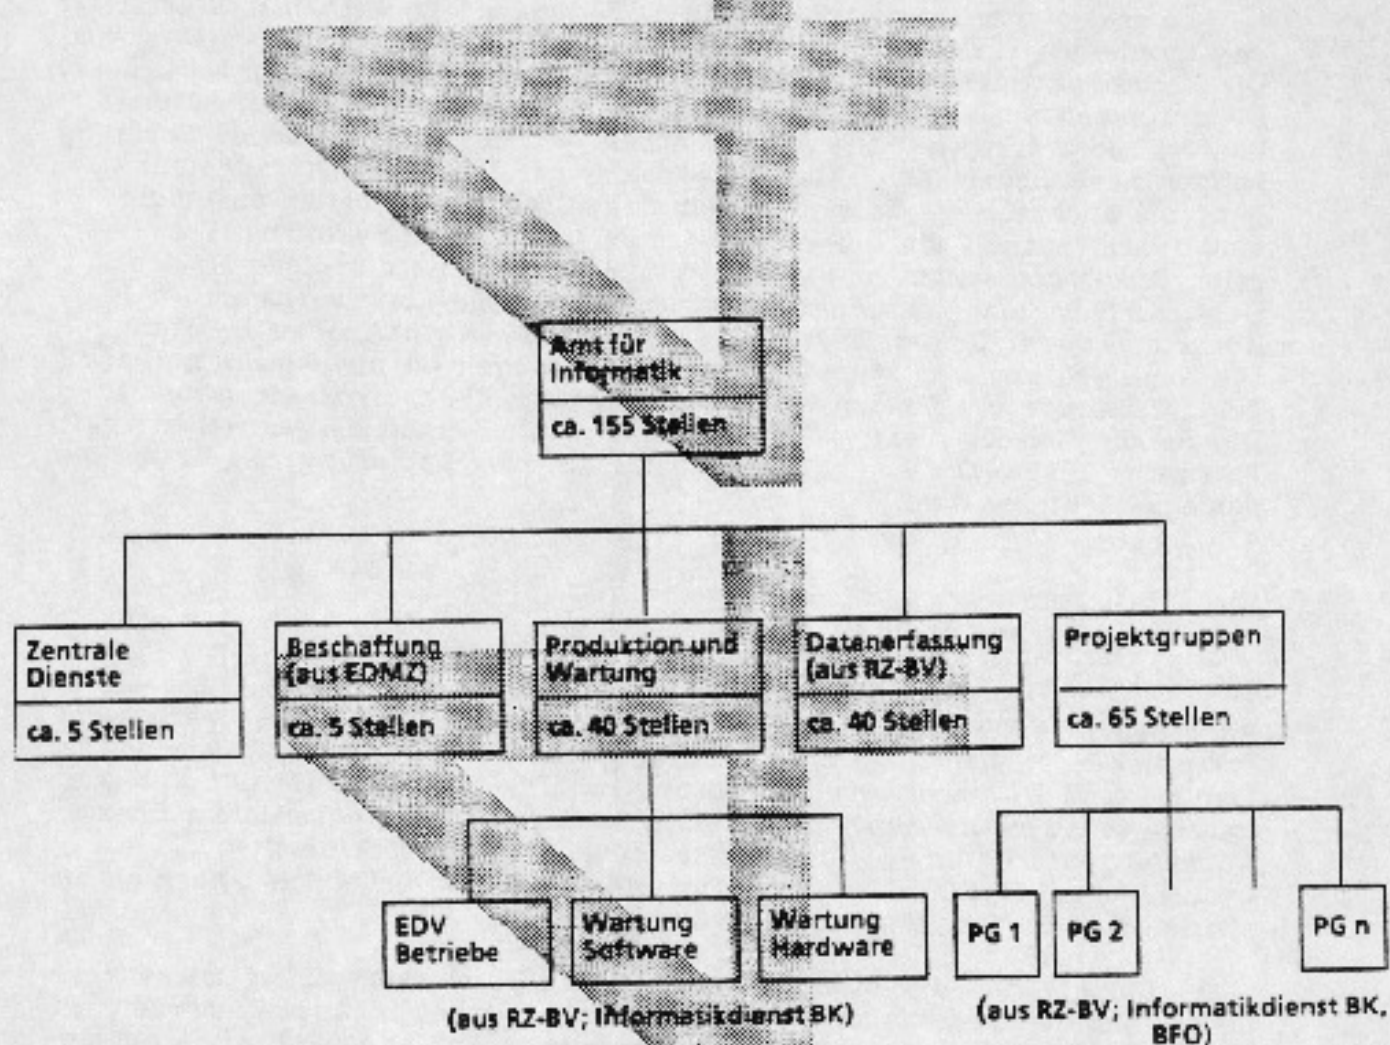 Amt für
Informatik
ca. 155 Stellen
Zentrale
Dienste
ca. 5 Stellen
Beschaffung
(aus EDMZ)
ca. 5 Stellen
Produktion und
Wartung
ca. 40 Stellen
Datenerfassung
(aus RZ-BV)
ca. 40 Stellen
Projektgruppen
ca. 65 Stellen
EDV
Betriebe
Wartung
Software
Wartung
Hardware
PG 1
PG 2
PG n
(aus RZ-BV; Informatikdienst BK)
(aus RZ-BV; Informatikdienst BK,
BFO)